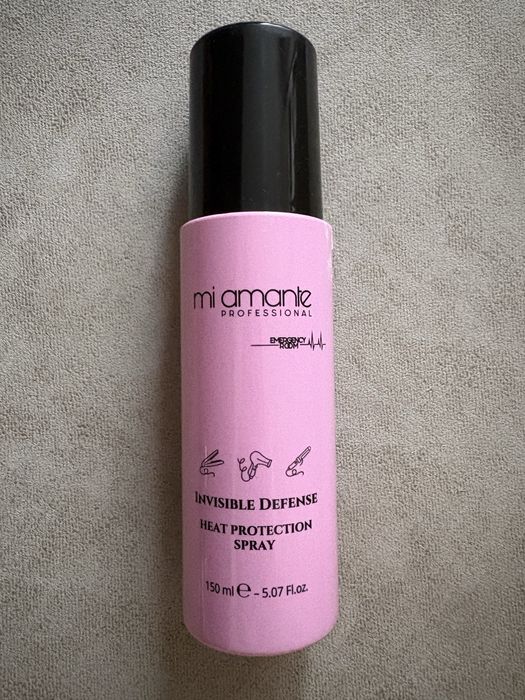 mi amante
PROFESSIONAL
EMERGENCY
ROOM
INVISIBLE DEFENSE
HEAT PROTECTION
SPRAY
150 ml ℮ – 5.07 Fl.oz.